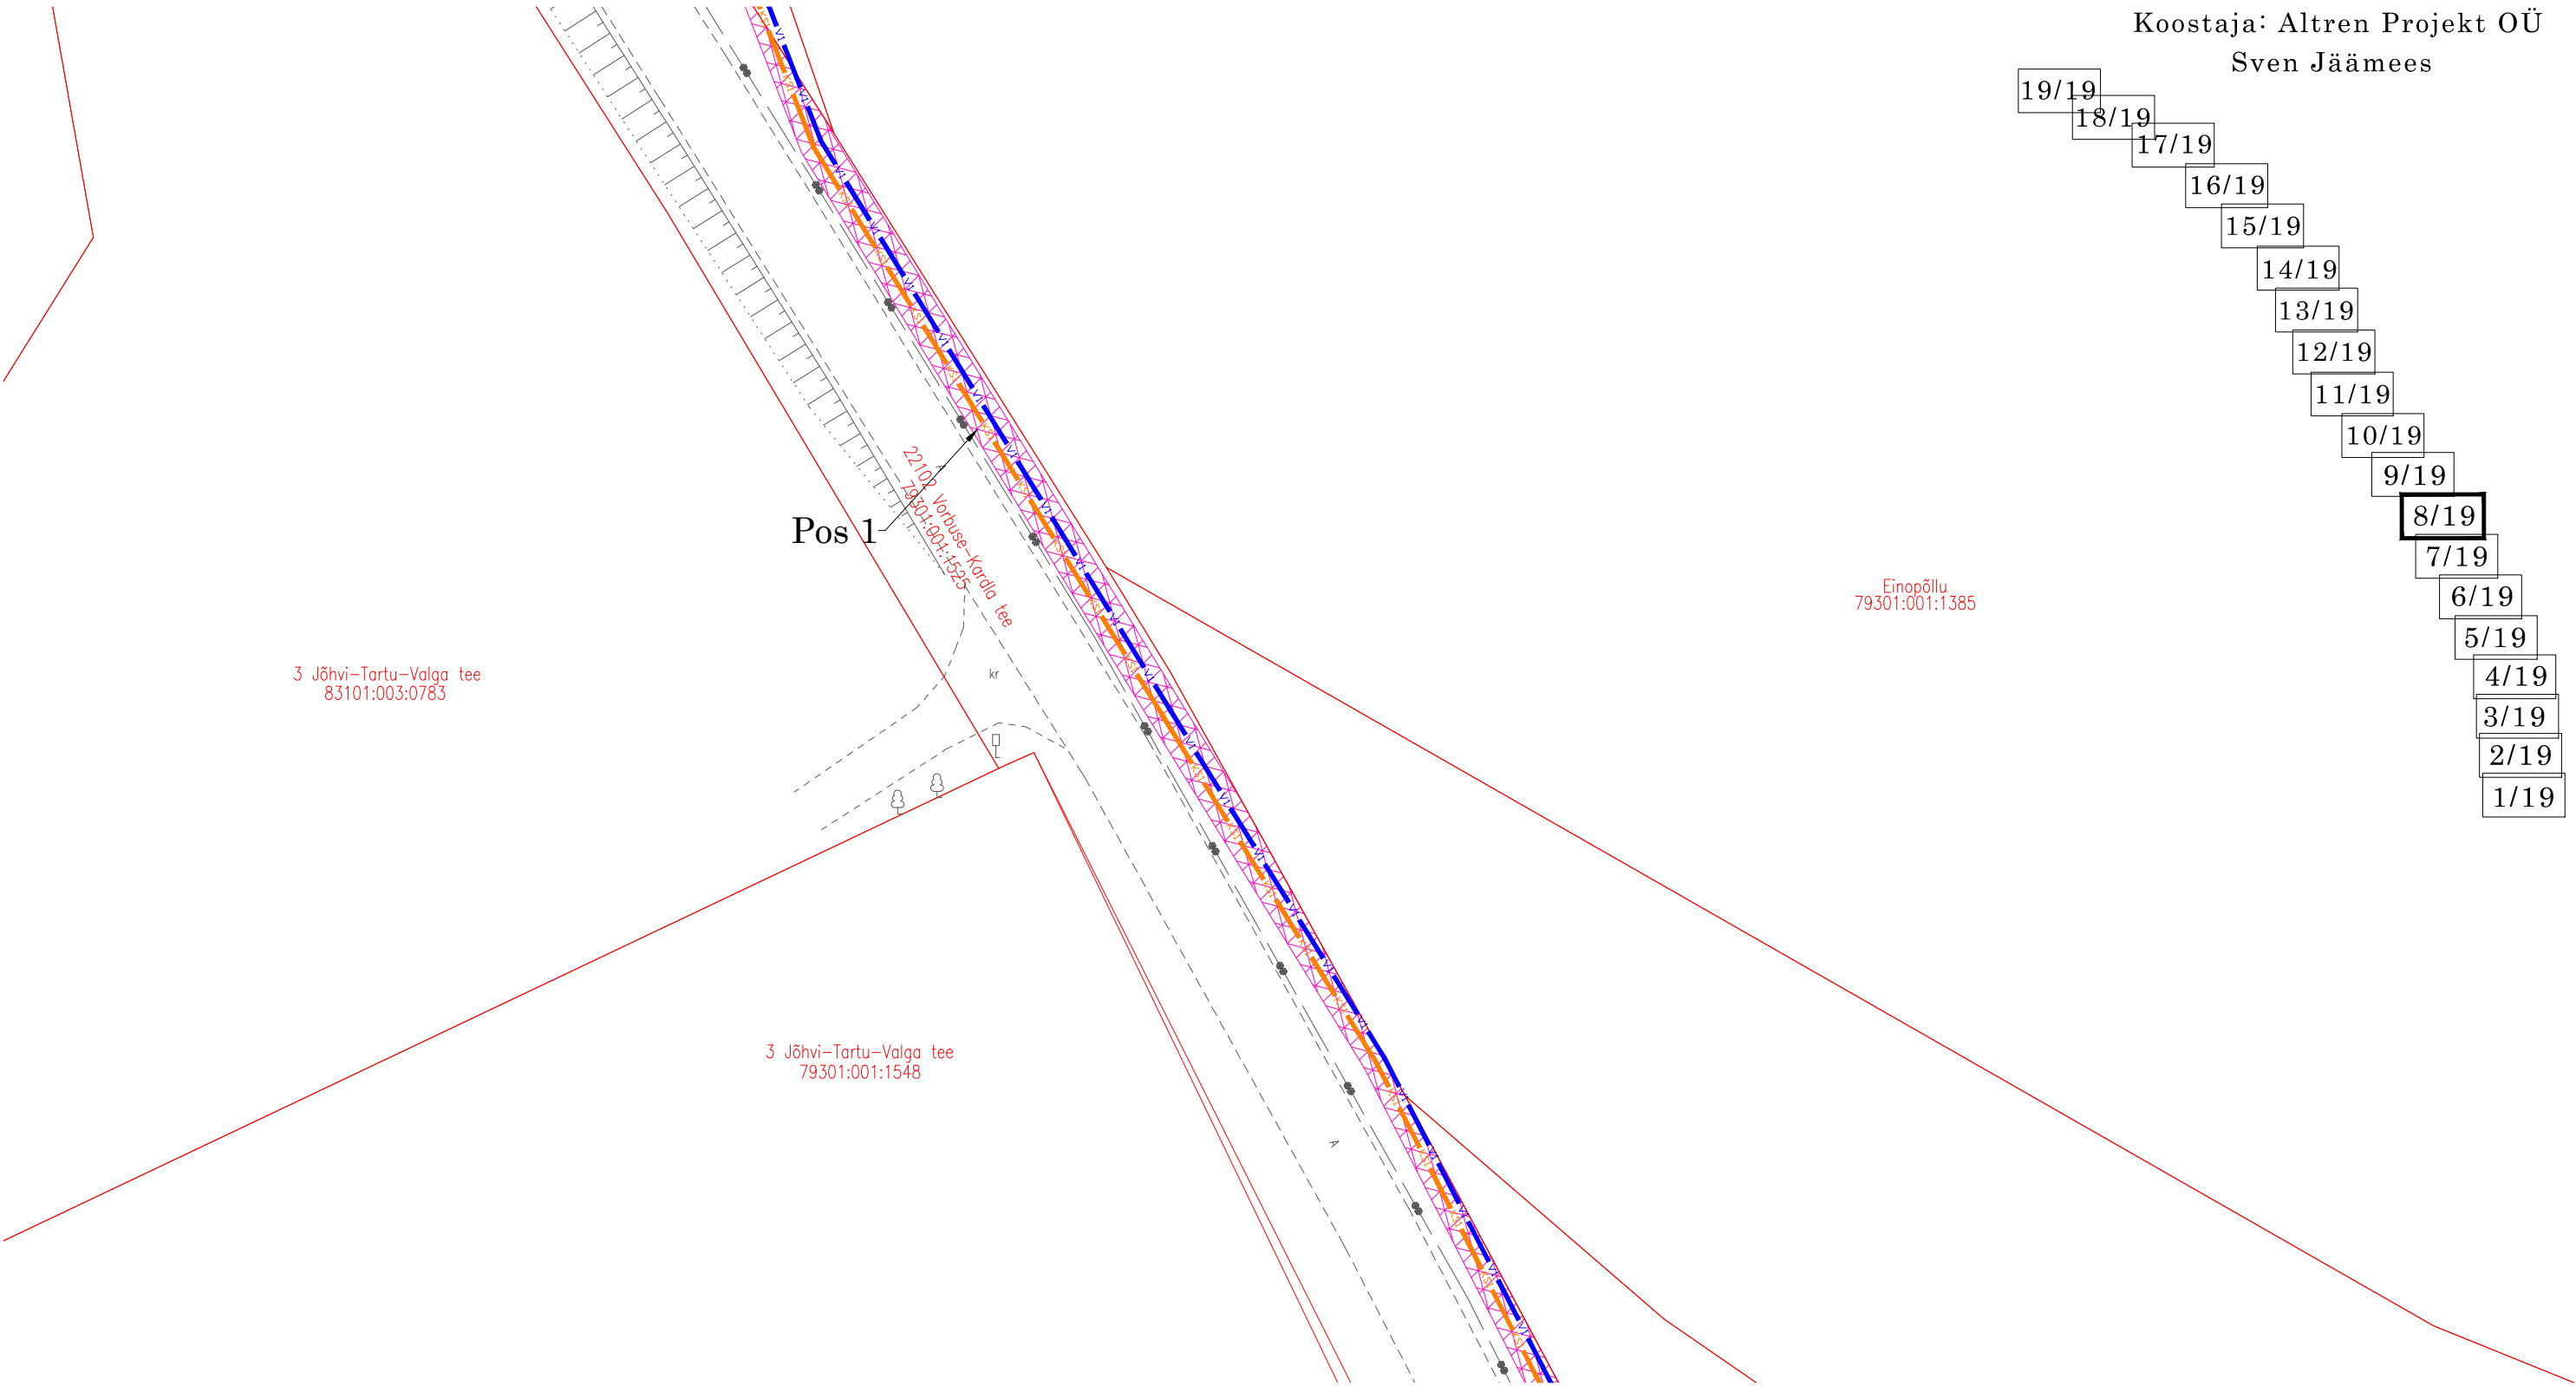 Koostaja: Altren Projekt OÜ
Sven Jäämees
19/19
18/19
17/19
16/19
15/19
14/19
13/19
12/19
11/19
10/19
9/19
8/19
7/19
6/19
5/19
4/19
3/19
2/19
1/19
Pos 1
22102 Vorbuse-Kardla tee
79301:001:1525
Einopõllu
79301:001:1385
3 Jõhvi-Tartu-Valga tee
83101:003:0783
kr
3 Jõhvi-Tartu-Valga tee
79301:001:1548
A
V1
KS1